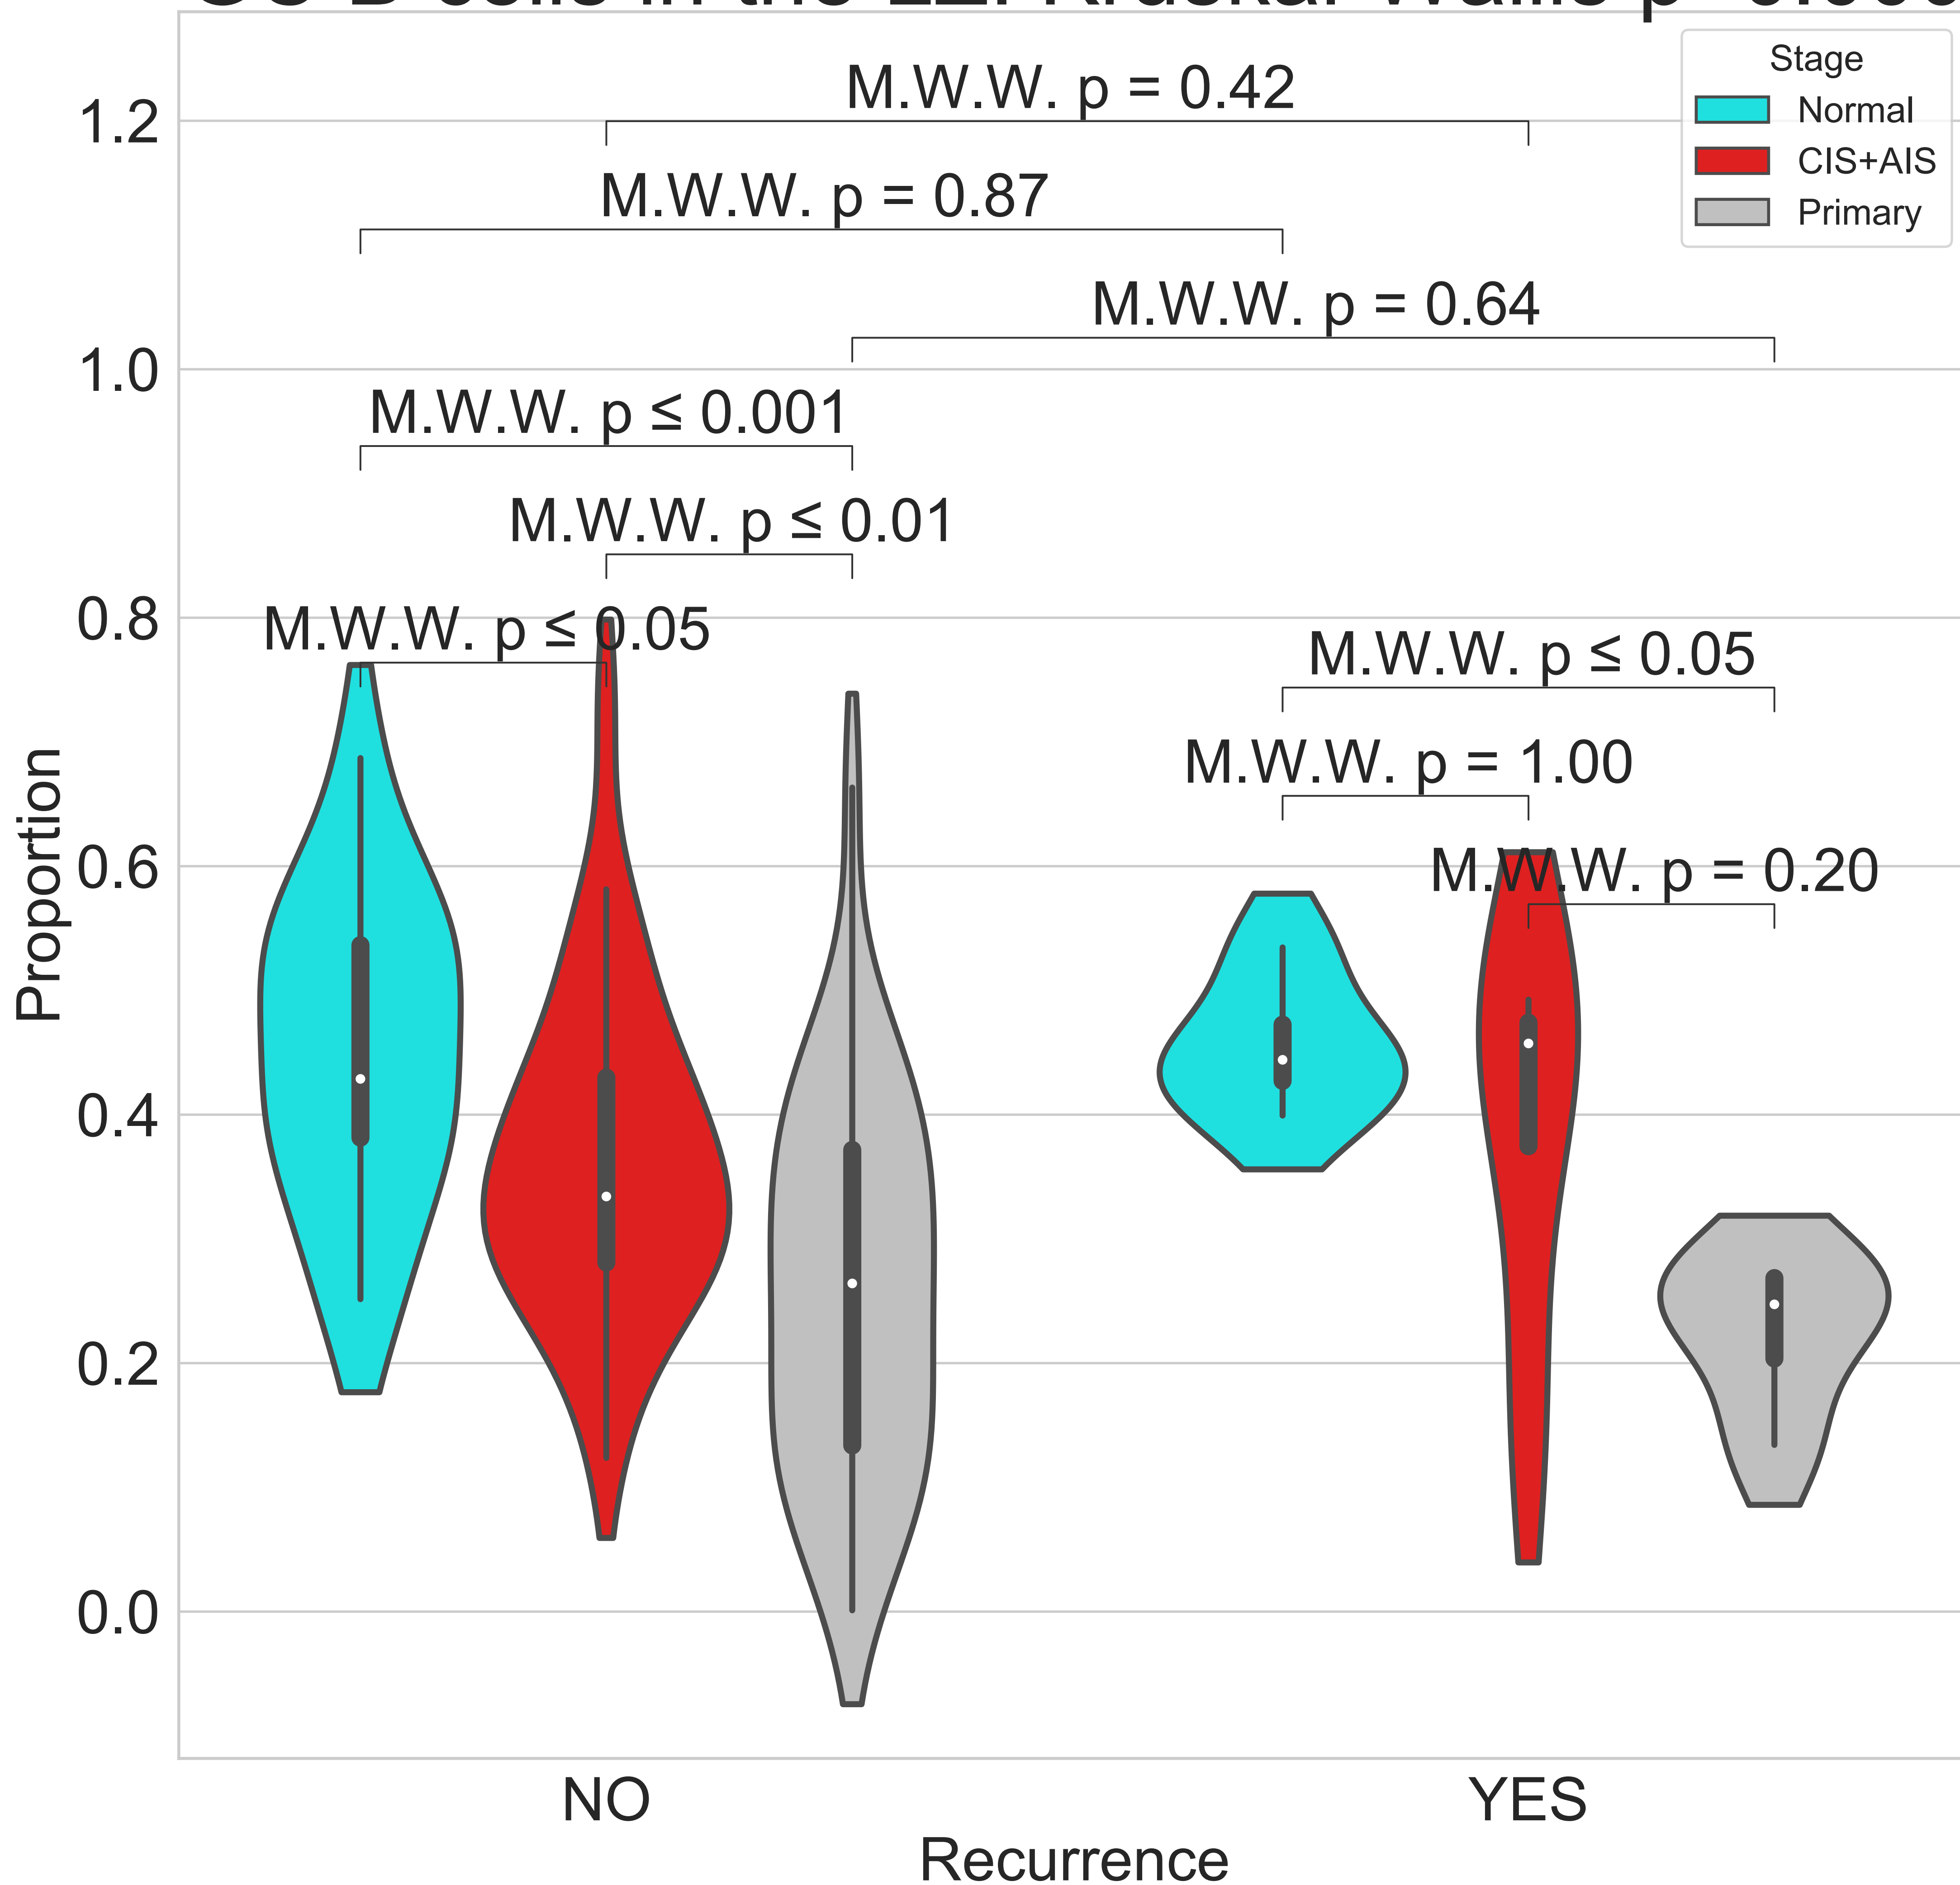 M.W.W. p = 0.42
M.W.W. p = 0.87
M.W.W. p = 0.64
M.W.W. p ≤ 0.001
M.W.W. p ≤ 0.01
M.W.W. p ≤ 0.05
M.W.W. p ≤ 0.05
M.W.W. p = 1.00
M.W.W. p = 0.20
Stage
Normal
CIS+AIS
Primary
1.2
1.0
0.8
0.6
0.4
0.2
0.0
Proportion
NO
YES
Recurrence